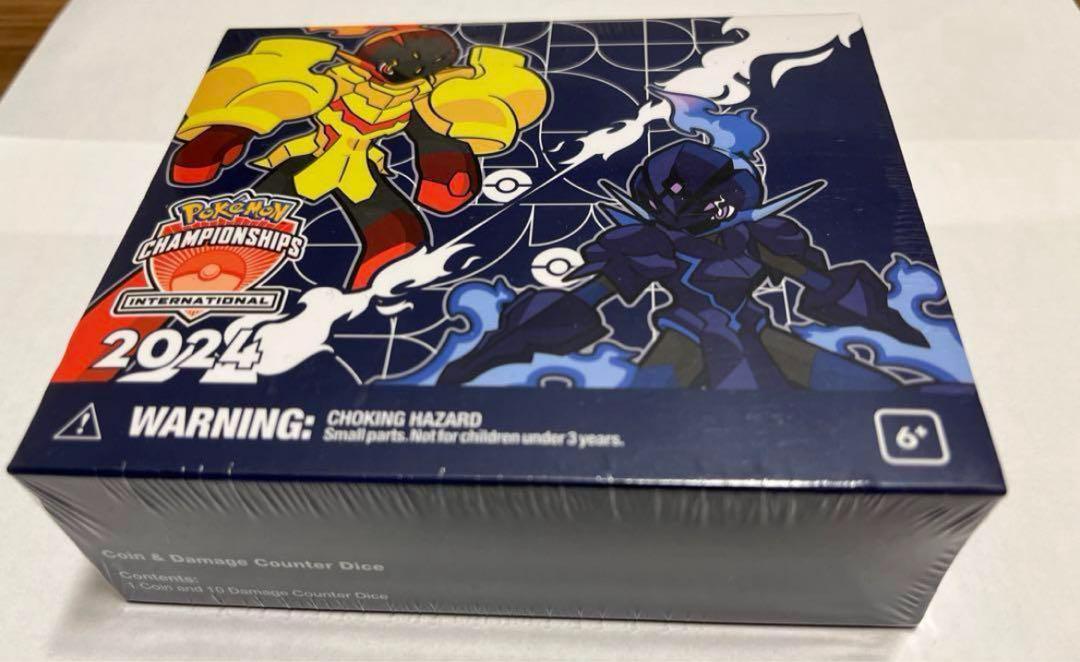 POKéMON
CHAMPIONSHIPS
INTERNATIONAL
2024
WARNING:
CHOKING HAZARD
Small parts. Not for children under 3 years.
6+
Coin & Damage Counter Dice
Contents:
1 Coin and 10 Damage Counter Dice